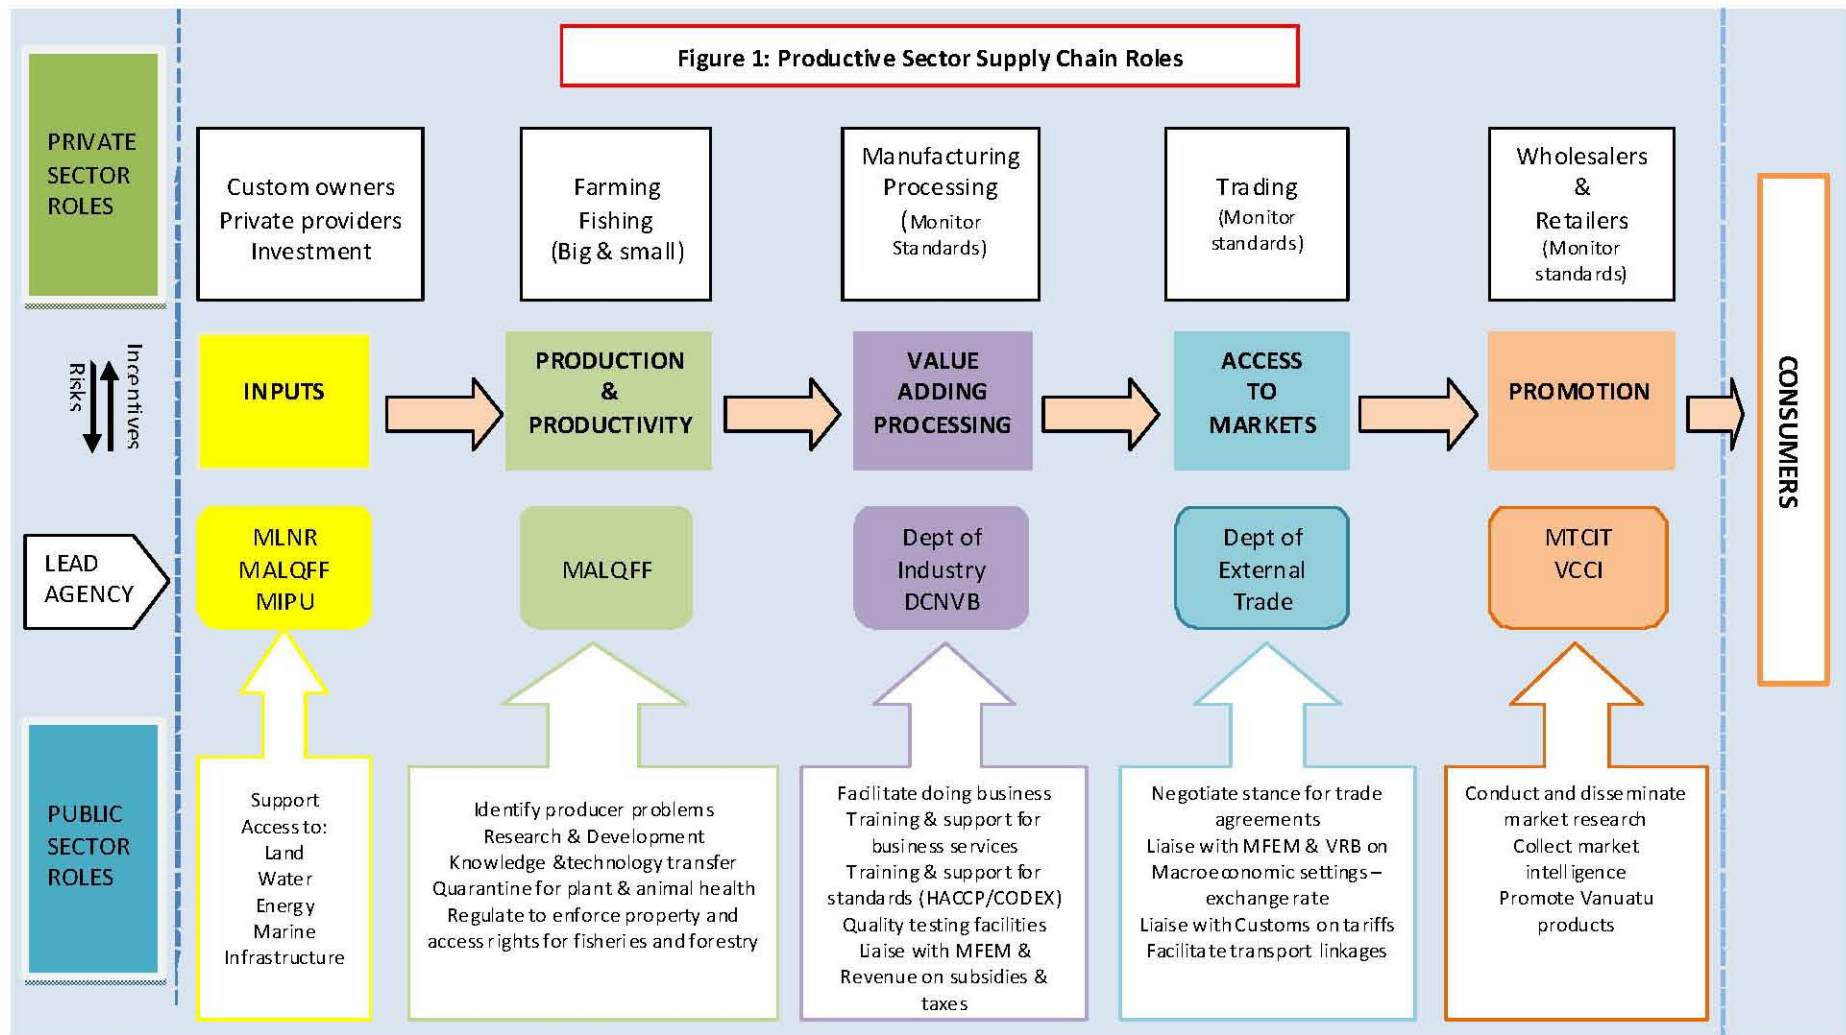 Figure 1: Productive Sector Supply Chain Roles
PRIVATE
SECTOR
ROLES
Custom owners
Private providers
Investment
Farming
Fishing
(Big & small)
Manufacturing
Processing
(Monitor
Standards)
Trading
(Monitor
standards)
Wholesalers
&
Retailers
(Monitor
standards)
Incentives
Risks
INPUTS
PRODUCTION
&
PRODUCTIVITY
VALUE
ADDING
PROCESSING
ACCESS
TO
MARKETS
PROMOTION
CONSUMERS
LEAD
AGENCY
MLNR
MALQFF
MIPU
MALQFF
Dept of
Industry
DCNVB
Dept of
External
Trade
MTCIT
VCCI
PUBLIC
SECTOR
ROLES
Support
Access to:
Land
Water
Energy
Marine
Infrastructure
Identify producer problems
Research & Development
Knowledge &technology transfer
Quarantine for plant & animal health
Regulate to enforce property and
access rights for fisheries and forestry
Facilitate doing business
Training & support for
business services
Training & support for
standards (HACCP/CODEX)
Quality testing facilities
Liaise with MFEM &
Revenue on subsidies &
taxes
Negotiate stance for trade
agreements
Liaise with MFEM & VRB on
Macroeconomic settings –
exchange rate
Liaise with Customs on tariffs
Facilitate transport linkages
Conduct and disseminate
market research
Collect market
intelligence
Promote Vanuatu
products